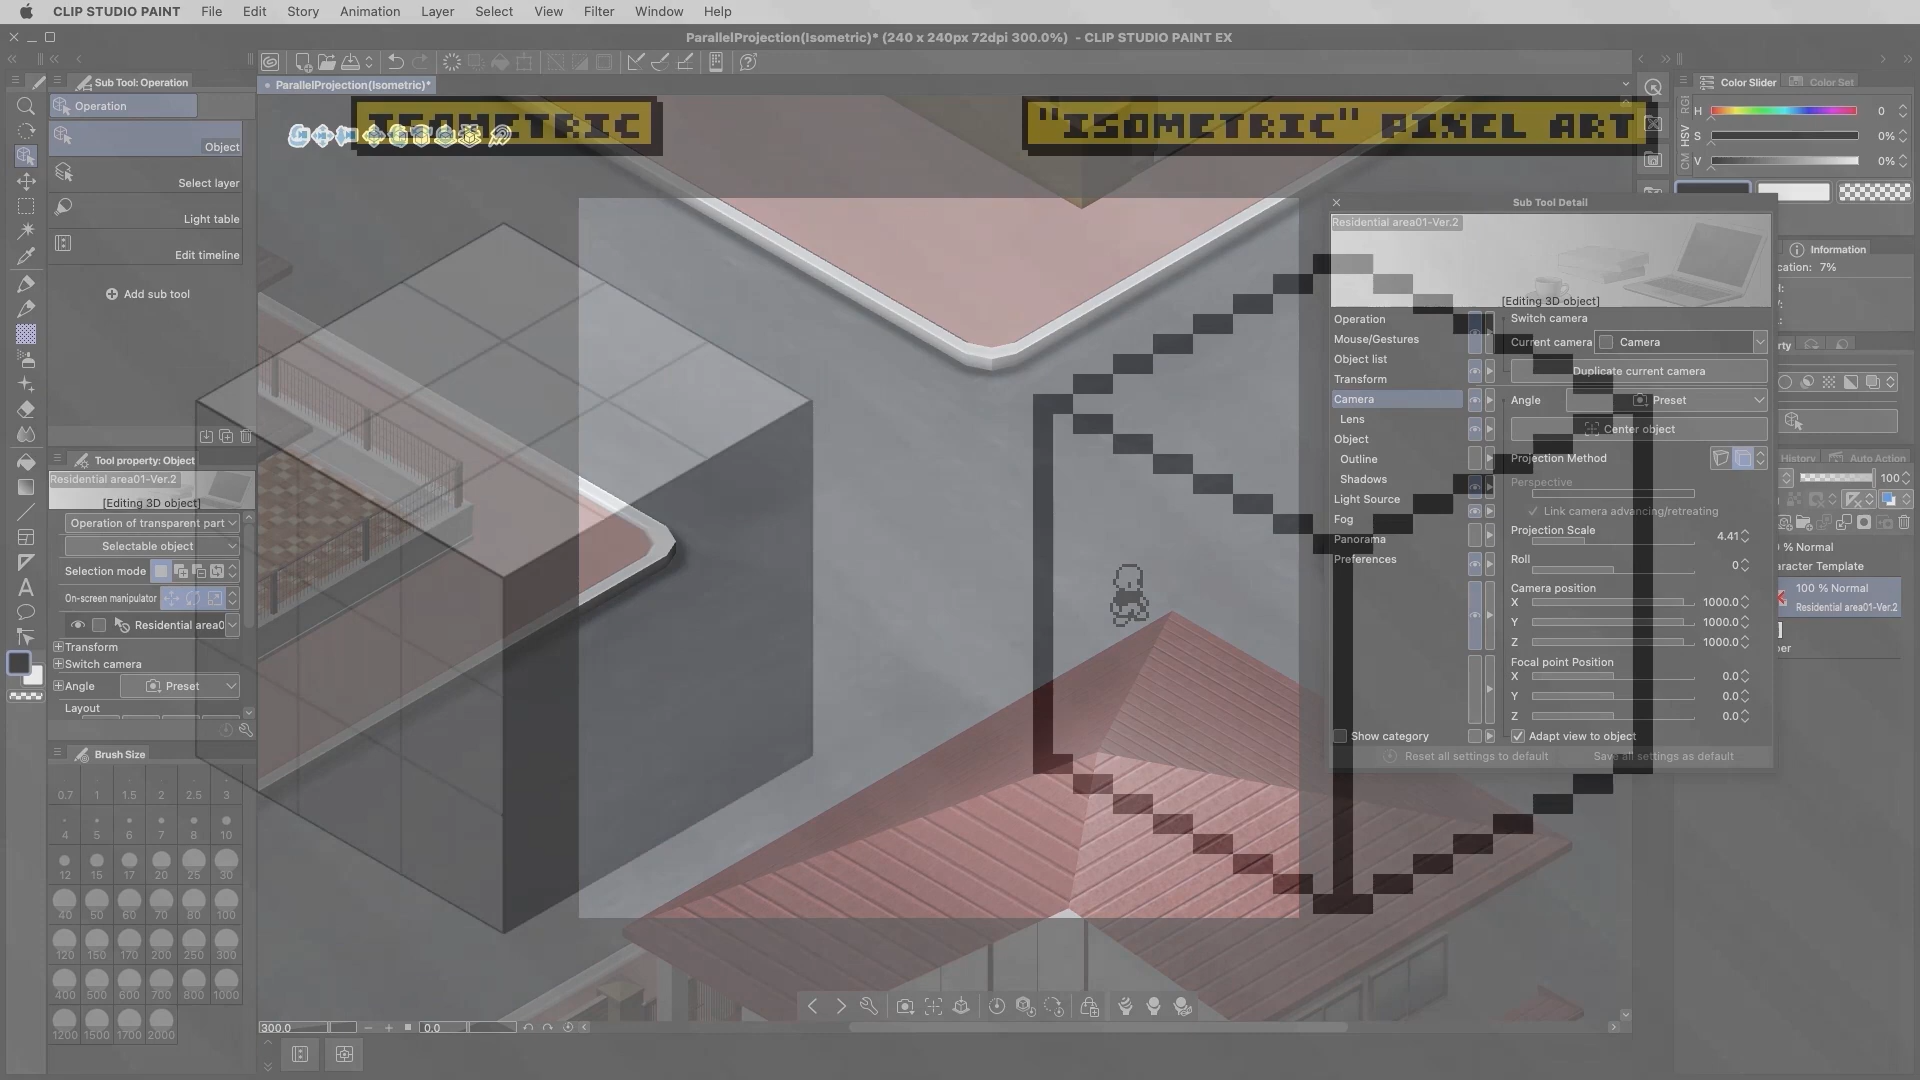 CLIP STUDIO PAINT File Edit Story Animation Layer Select View Filter Window Help
ParallelProjection(Isometric)* (240 x 240px 72dpi 300.0%) - CLIP STUDIO PAINT EX
Sub Tool: Operation
ParallelProjection(Isometric)*
Color Slider Color Set
Operation
Object
Select layer
Light table
Edit timeline
Add sub tool
ISOMETRIC
"ISOMETRIC" PIXEL ART
RGI
HSV
CM
H 0
S 0%
V 0%
Sub Tool Detail
Residential area01-Ver.2
[Editing 3D object]
Information
cation: 7%
Operation
Mouse/Gestures
Object list
Transform
Camera
Lens
Object
Outline
Shadows
Light Source
Fog
Panorama
Preferences
Show category
Switch camera
Current camera Camera
Duplicate current camera
Angle Preset
Center object
Projection Method
Perspective
Link camera advancing/retreating
Projection Scale 4.41
Roll 0
Camera position
X 1000.0
Y 1000.0
Z 1000.0
Focal point Position
X 0.0
Y 0.0
Z 0.0
Adapt view to object
Reset all settings to default Save all settings as default
rty
History Auto Action
100
% Normal
aracter Template
100 % Normal
Residential area01-Ver.2
per
Tool property: Object
Residential area01-Ver.2
[Editing 3D object]
Operation of transparent part
Selectable object
Selection mode
On-screen manipulator
Residential area0
Transform
Switch camera
Angle Preset
Layout
Brush Size
0.7 1 1.5 2 2.5 3
4 5 6 7 8 10
12 15 17 20 25 30
40 50 60 70 80 100
120 150 170 200 250 300
400 500 600 700 800 1000
1200 1500 1700 2000
300.0 0.0